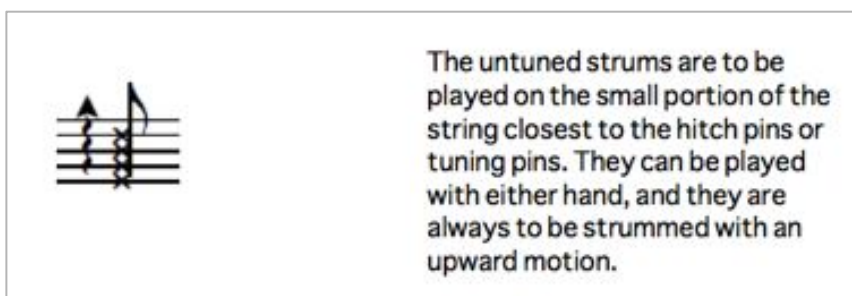 The untuned strums are to be
played on the small portion of the
string closest to the hitch pins or
tuning pins. They can be played
with either hand, and they are
always to be strummed with an
upward motion.